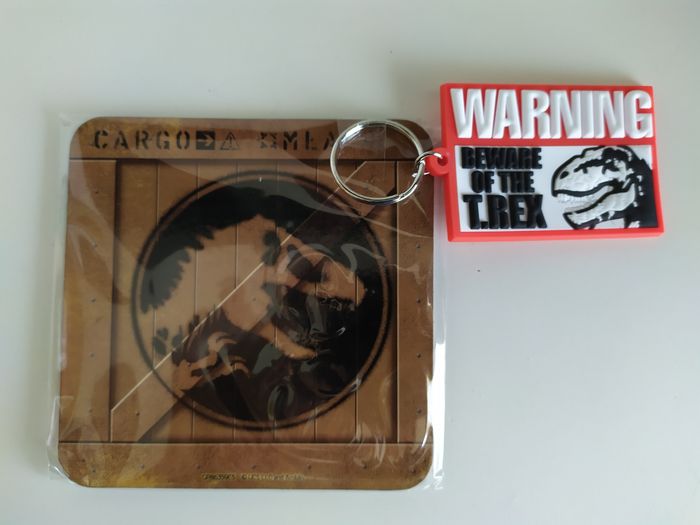 CARGO
WARNING
BEWARE
OF THE
T.REX